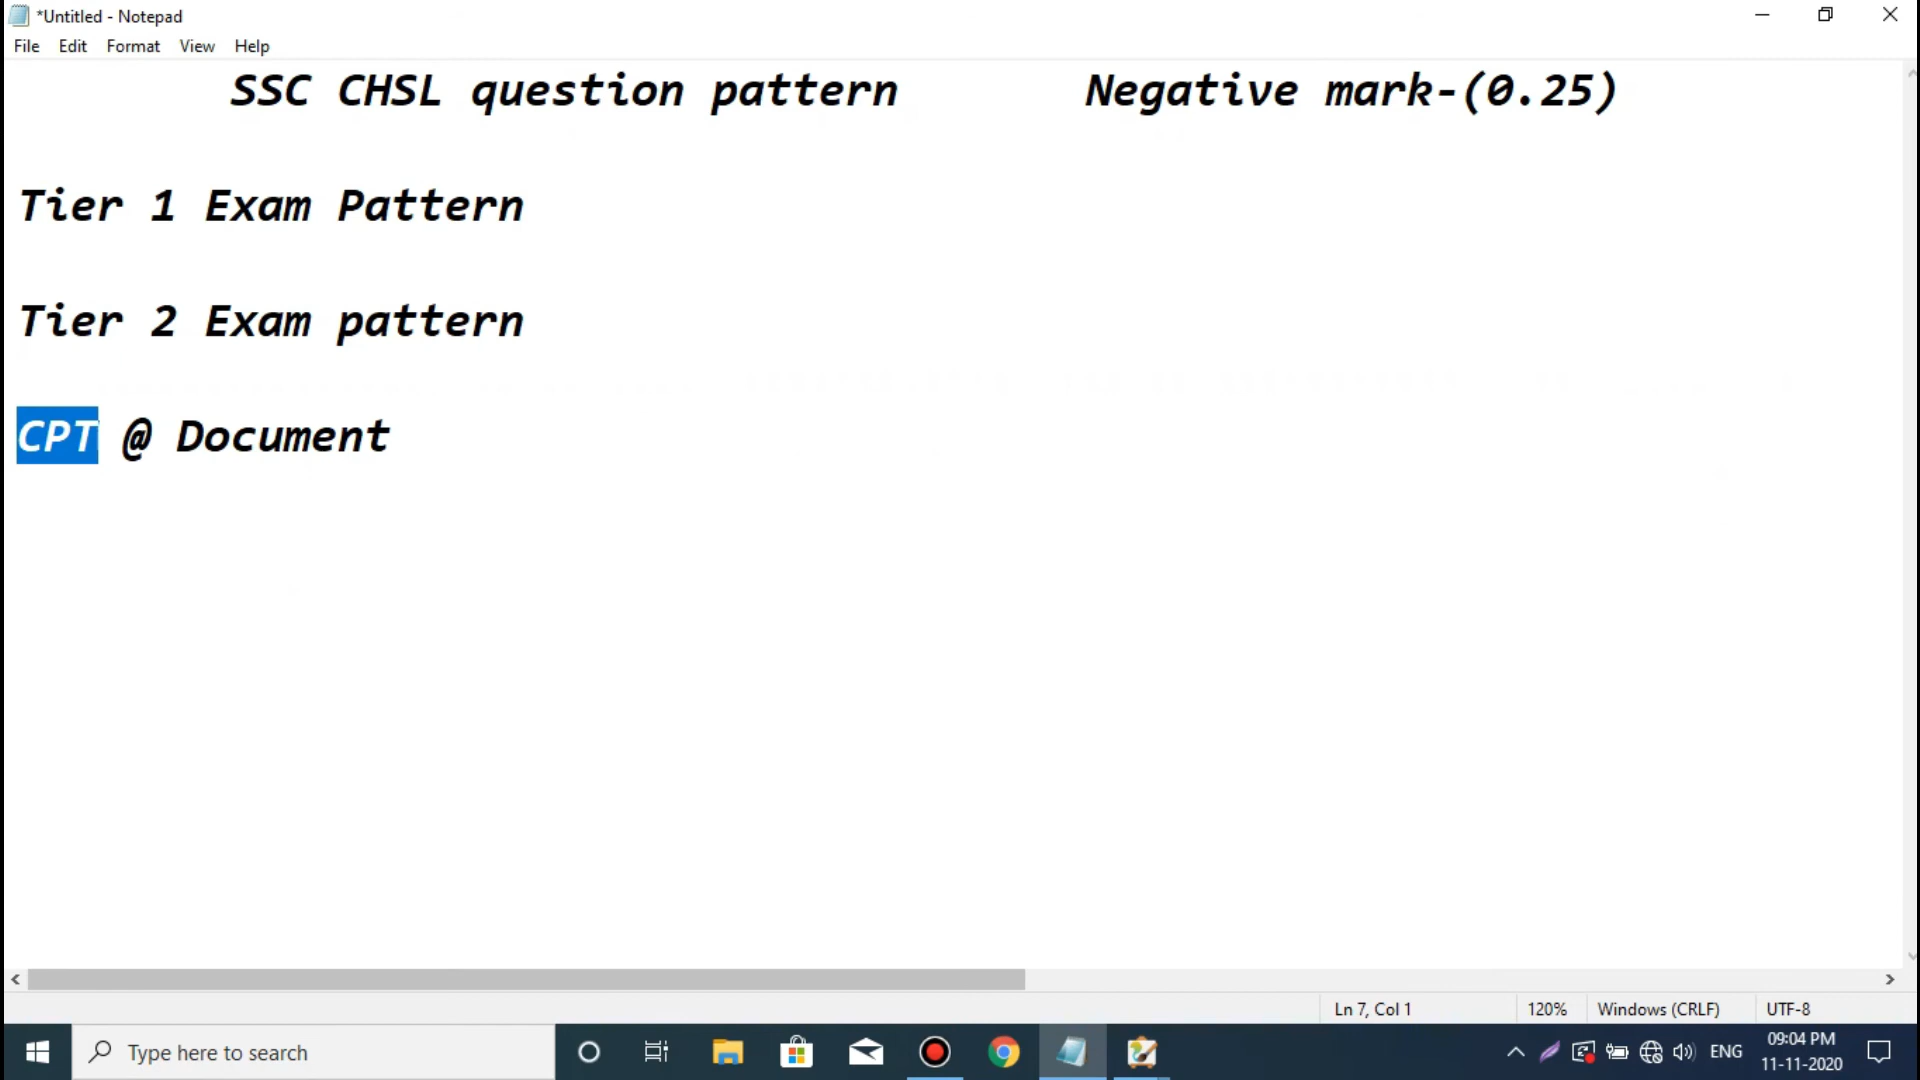 *Untitled - Notepad
File Edit Format View Help
SSC CHSL question pattern Negative mark-(0.25)
Tier 1 Exam Pattern
Tier 2 Exam pattern
CPT @ Document
Ln 7, Col 1 120% Windows (CRLF) UTF-8
Type here to search
ENG
09:04 PM
11-11-2020